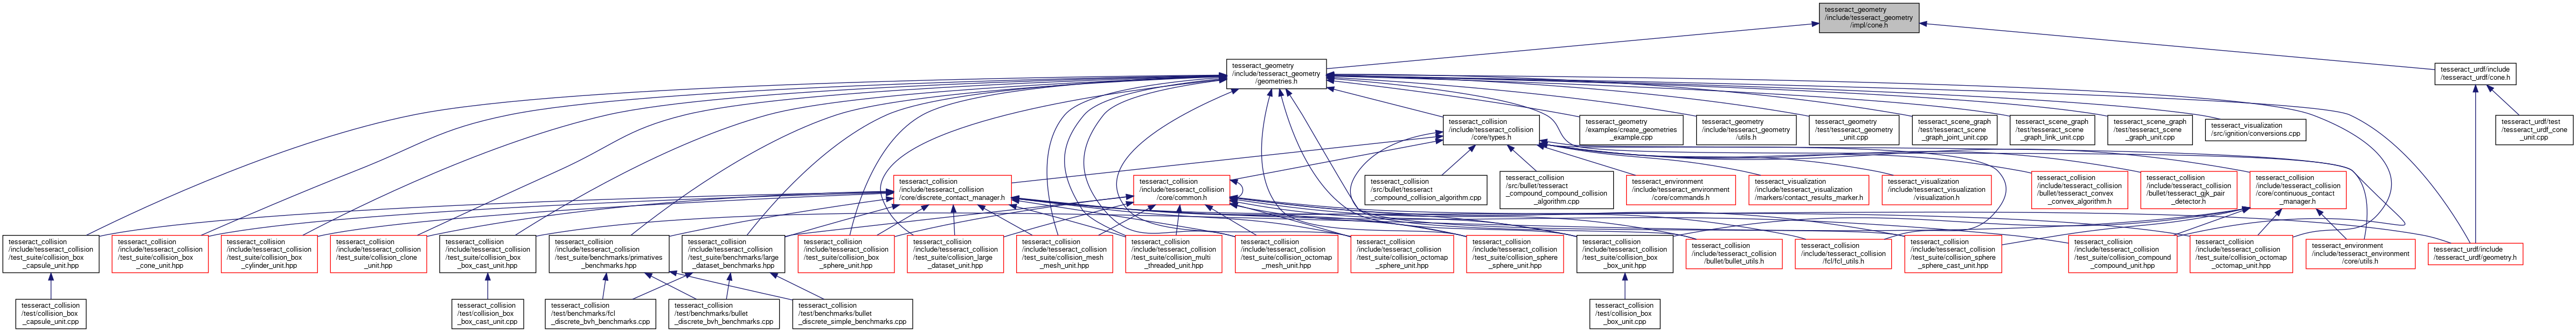 tesseract_geometry
/include/tesseract_geometry
/impl/cone.h
tesseract_geometry
/include/tesseract_geometry
/geometries.h
tesseract_urdf/include
/tesseract_urdf/cone.h
tesseract_collision
/include/tesseract_collision
/core/types.h
tesseract_geometry
/examples/create_geometries
_example.cpp
tesseract_geometry
/include/tesseract_geometry
/utils.h
tesseract_geometry
/test/tesseract_geometry
_unit.cpp
tesseract_scene_graph
/test/tesseract_scene
_graph_joint_unit.cpp
tesseract_scene_graph
/test/tesseract_scene
_graph_link_unit.cpp
tesseract_scene_graph
/test/tesseract_scene
_graph_unit.cpp
tesseract_visualization
/src/ignition/conversions.cpp
tesseract_urdf/test
/tesseract_urdf_cone
_unit.cpp
tesseract_collision
/include/tesseract_collision
/core/discrete_contact_manager.h
tesseract_collision
/include/tesseract_collision
/core/common.h
tesseract_collision
/src/bullet/tesseract
_compound_collision_algorithm.cpp
tesseract_collision
/src/bullet/tesseract
_compound_compound_collision
_algorithm.cpp
tesseract_environment
/include/tesseract_environment
/core/commands.h
tesseract_visualization
/include/tesseract_visualization
/markers/contact_results_marker.h
tesseract_visualization
/include/tesseract_visualization
/visualization.h
tesseract_collision
/include/tesseract_collision
/bullet/tesseract_convex
_convex_algorithm.h
tesseract_collision
/include/tesseract_collision
/bullet/tesseract_gjk_pair
_detector.h
tesseract_collision
/include/tesseract_collision
/core/continuous_contact
_manager.h
tesseract_collision
/include/tesseract_collision
/test_suite/collision_box
_capsule_unit.hpp
tesseract_collision
/include/tesseract_collision
/test_suite/collision_box
_cone_unit.hpp
tesseract_collision
/include/tesseract_collision
/test_suite/collision_box
_cylinder_unit.hpp
tesseract_collision
/include/tesseract_collision
/test_suite/collision_clone
_unit.hpp
tesseract_collision
/include/tesseract_collision
/test_suite/collision_box
_box_cast_unit.hpp
tesseract_collision
/include/tesseract_collision
/test_suite/benchmarks/primatives
_benchmarks.hpp
tesseract_collision
/include/tesseract_collision
/test_suite/benchmarks/large
_dataset_benchmarks.hpp
tesseract_collision
/include/tesseract_collision
/test_suite/collision_box
_sphere_unit.hpp
tesseract_collision
/include/tesseract_collision
/test_suite/collision_large
_dataset_unit.hpp
tesseract_collision
/include/tesseract_collision
/test_suite/collision_mesh
_mesh_unit.hpp
tesseract_collision
/include/tesseract_collision
/test_suite/collision_multi
_threaded_unit.hpp
tesseract_collision
/include/tesseract_collision
/test_suite/collision_octomap
_mesh_unit.hpp
tesseract_collision
/include/tesseract_collision
/test_suite/collision_octomap
_sphere_unit.hpp
tesseract_collision
/include/tesseract_collision
/test_suite/collision_sphere
_sphere_unit.hpp
tesseract_collision
/include/tesseract_collision
/test_suite/collision_box
_box_unit.hpp
tesseract_collision
/include/tesseract_collision
/bullet/bullet_utils.h
tesseract_collision
/include/tesseract_collision
/fcl/fcl_utils.h
tesseract_collision
/include/tesseract_collision
/test_suite/collision_sphere
_sphere_cast_unit.hpp
tesseract_collision
/include/tesseract_collision
/test_suite/collision_compound
_compound_unit.hpp
tesseract_collision
/include/tesseract_collision
/test_suite/collision_octomap
_octomap_unit.hpp
tesseract_environment
/include/tesseract_environment
/core/utils.h
tesseract_urdf/include
/tesseract_urdf/geometry.h
tesseract_collision
/test/collision_box
_capsule_unit.cpp
tesseract_collision
/test/collision_box
_box_cast_unit.cpp
tesseract_collision
/test/benchmarks/fcl
_discrete_bvh_benchmarks.cpp
tesseract_collision
/test/benchmarks/bullet
_discrete_bvh_benchmarks.cpp
tesseract_collision
/test/benchmarks/bullet
_discrete_simple_benchmarks.cpp
tesseract_collision
/test/collision_box
_box_unit.cpp